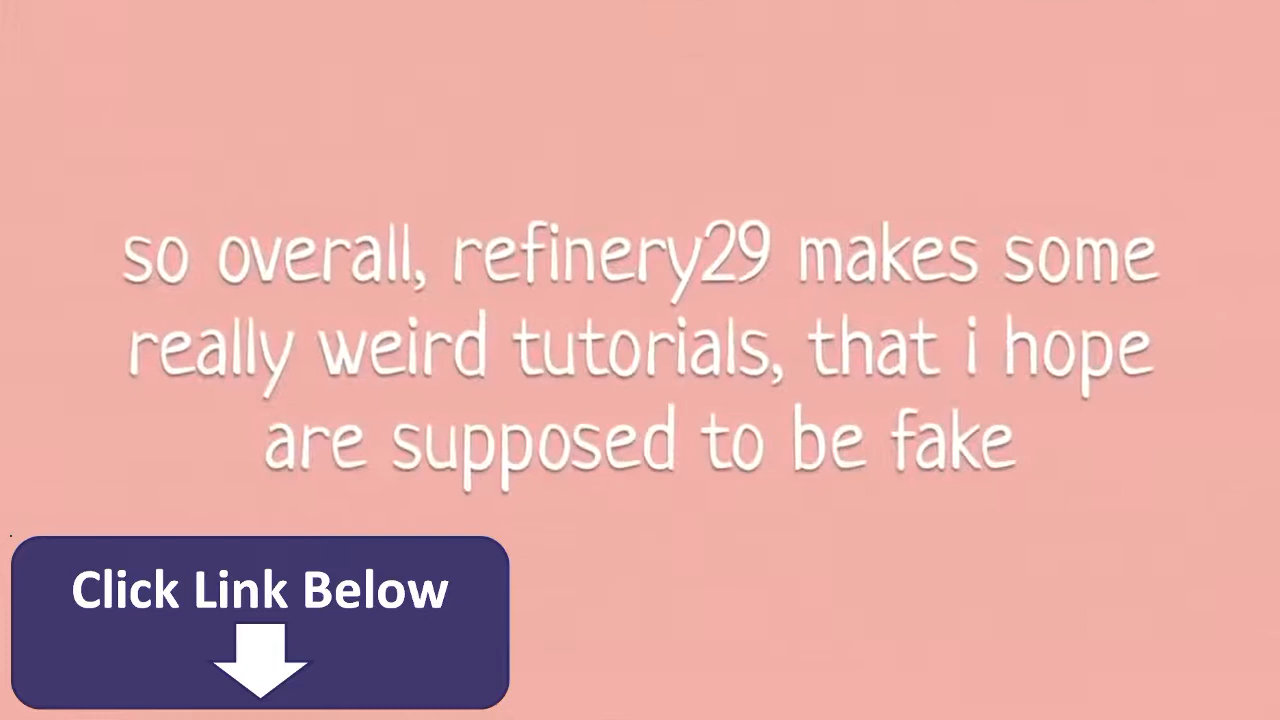 so overall, refinery29 makes some
really weird tutorials, that i hope
are supposed to be fake
Click Link Below